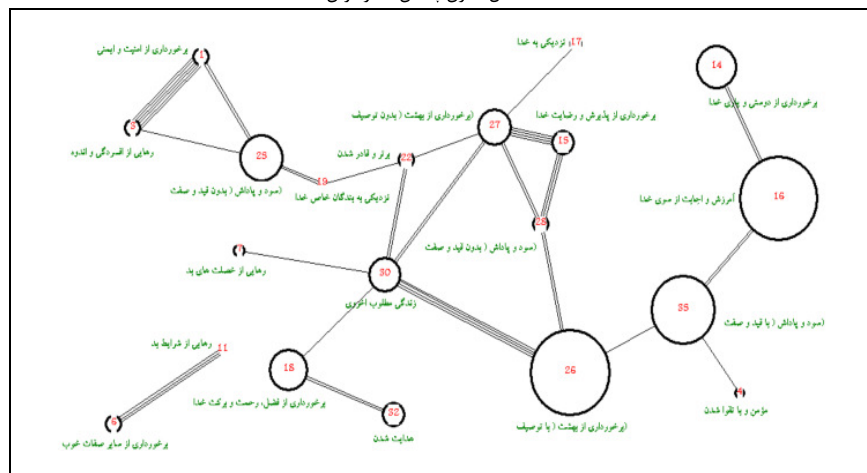 17
نزدیکی به خدا
برخورداری از امنیت و ایمنی
1
14
برخورداری از دوستی و یاری خدا
(برخورداری از بهشت ( بدون توصیف
27
برخورداری از پذیرش و رضایت خدا
15
3
رهایی از افسردگی و اندوه
25
(سود و پاداش ( بدون قید و صفت
برتر و قادر شدن
22
19
نزدیکی به بندگان خاص خدا
آمرزش و اجابت از سوی خدا
16
28
(سود و پاداش ( بدون قید و صفت
7
رهایی از خصلت های بد
30
زندگی مطلوب اخروی
35
(سود و پاداش ( با قید و صفت
رهایی از شرایط بد
11
18
برخورداری از فضل، رحمت و برکت خدا
26
(برخورداری از بهشت ( با توصیف
مؤمن و با تقوا شدن
32
هدایت شدن
6
برخورداری از سایر صفات خوب